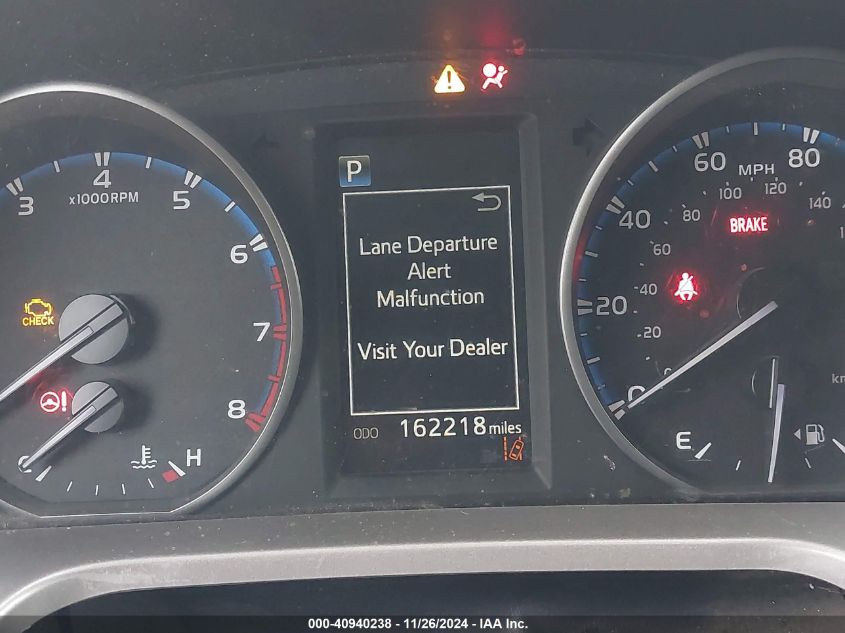 P
Lane Departure
Alert
Malfunction
Visit Your Dealer
ODO 162218 miles
3 4 5 6 7 8
x1000RPM
CHECK
H
20 40 60 80
MPH
20 40 60 80 100 120 140
BRAKE
E
000-40940238 - 11/26/2024 - IAA Inc.